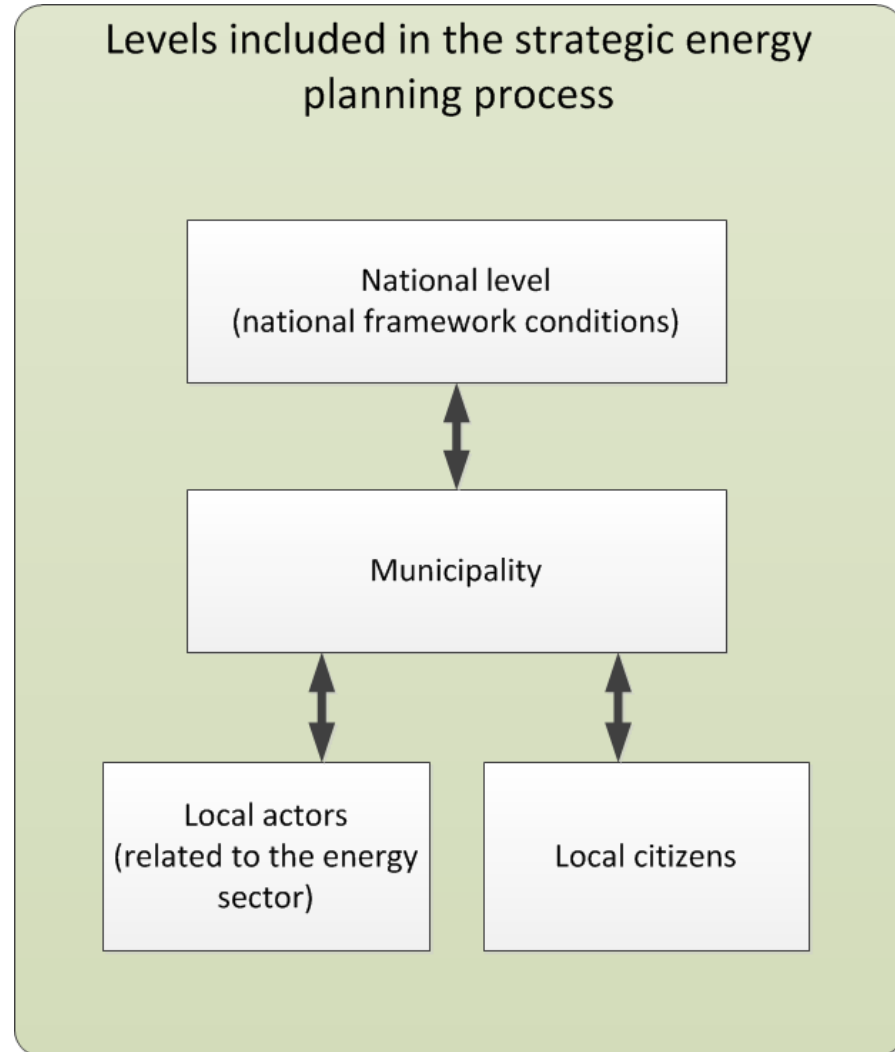 Levels included in the strategic energy
planning process
National level
(national framework conditions)
Municipality
Local actors
(related to the energy
sector)
Local citizens